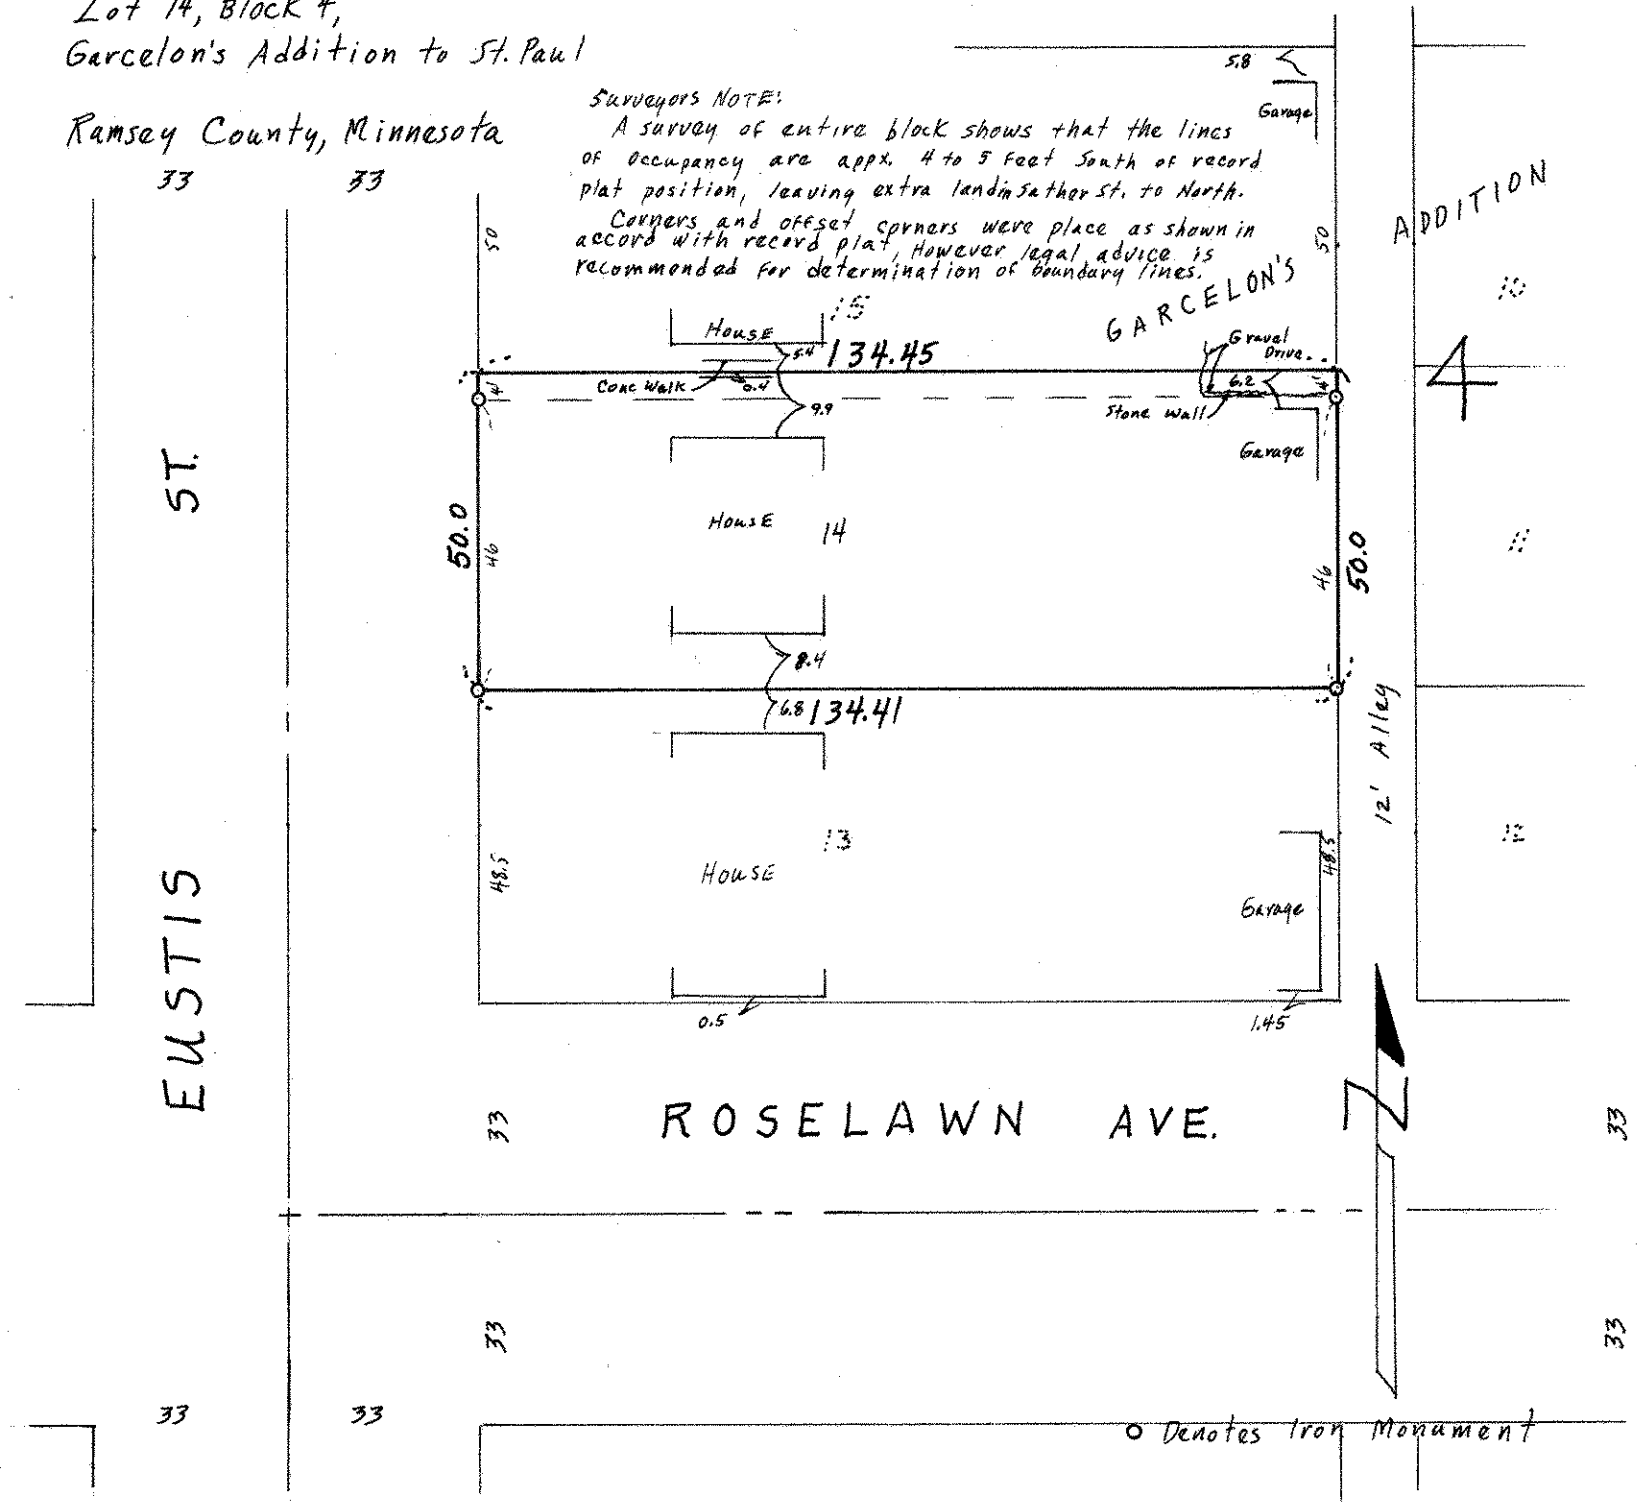 Lot 14, Block 4,
Garcelon's Addition to St. Paul
Ramsey County, Minnesota
Surveyors NOTE:
A survey of entire block shows that the lines
of occupancy are appx. 4 to 5 Feet South of record
plat position, leaving extra land in Sather St. to North.
Corners and offset corners were place as shown in
accord with record plat, However legal advice is
recommended for determination of boundary lines.
5.8
Garage
33 33
50
50
GARCELON'S ADDITION
10
15
House
5.4
134.45
Gravel
Drive
4
Conc Walk
0.4
4'
6.2
4'
9.9
Stone Wall
Garage
ST.
50.0
46
House
14
46
50.0
11
8.4
6.8
134.41
12' Alley
13
12
EUSTIS
48.5
House
48.5
Garage
0.5
1.45
33
ROSELAWN AVE.
N
33
33
33
33 33
Denotes Iron Monument